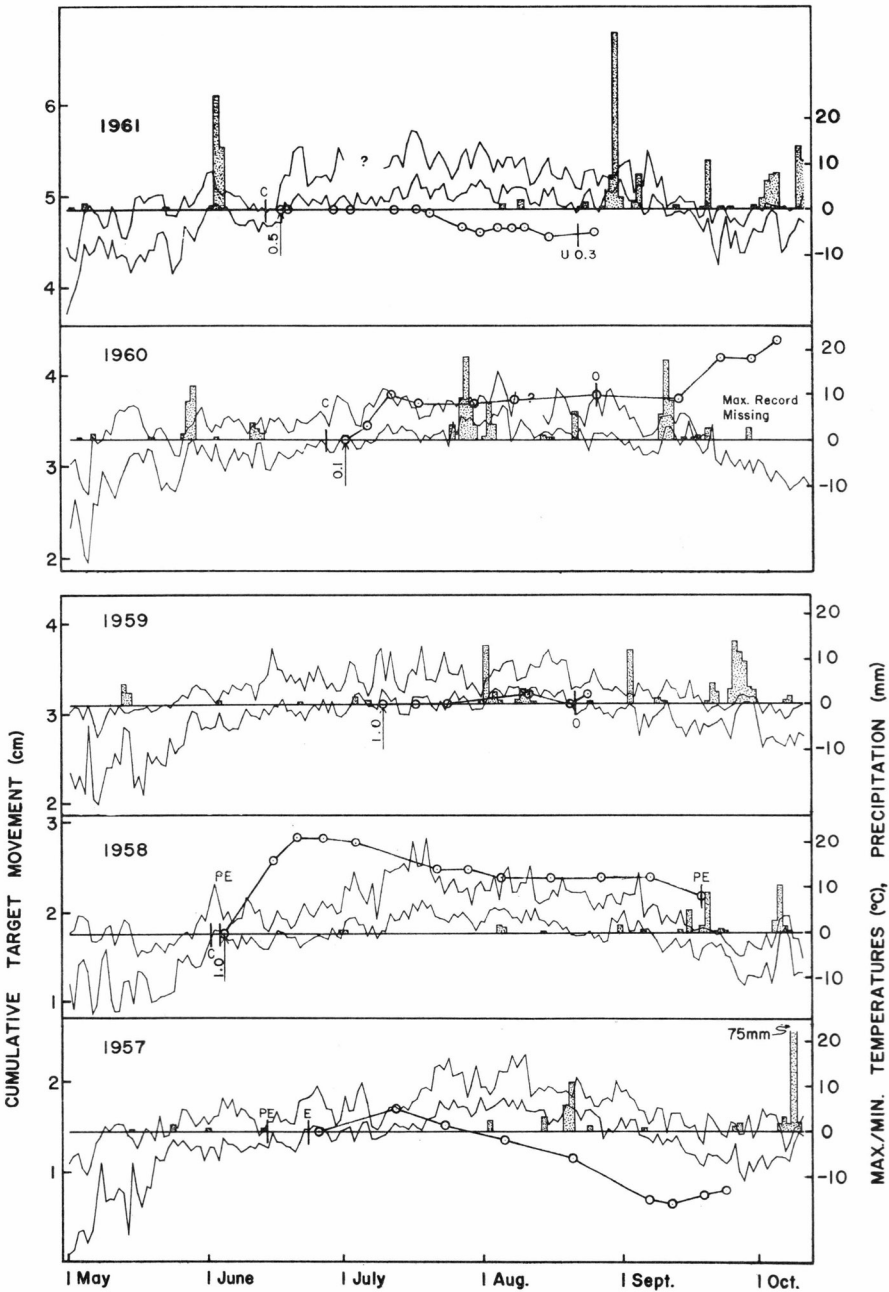 CUMULATIVE TARGET MOVEMENT (cm)
MAX./MIN. TEMPERATURES (°C), PRECIPITATION (mm)
1961
6
5
4
20
10
0
-10
C
0.5
?
U 0.3
1960
4
3
2
20
10
0
-10
C
0.1
?
O
Max. Record
Missing
1959
4
3
2
20
10
0
-10
1.0
O
1958
3
2
1
20
10
0
-10
PE
C
1.0
PE
1957
2
1
20
10
0
-10
PE
E
75mm
1 May
1 June
1 July
1 Aug.
1 Sept.
1 Oct.